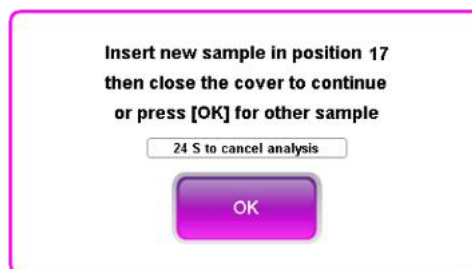 Insert new sample in position 17
then close the cover to continue
or press [OK] for other sample
24 S to cancel analysis
OK